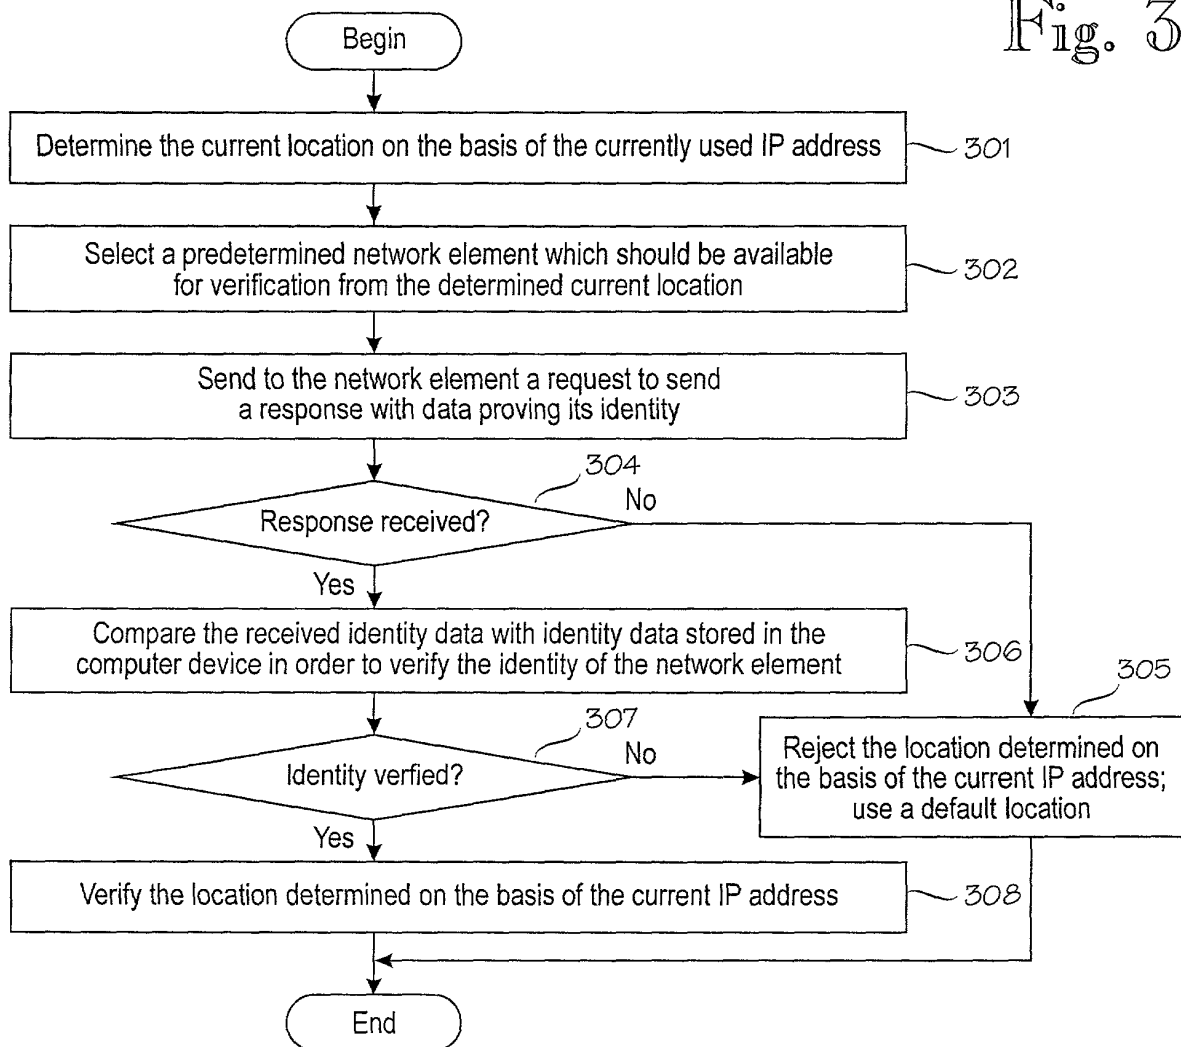 Fig. 3
Begin
Determine the current location on the basis of the currently used IP address
301
Select a predetermined network element which should be available
for verification from the determined current location
302
Send to the network element a request to send
a response with data proving its identity
303
304
Response received?
No
Yes
Compare the received identity data with identity data stored in the
computer device in order to verify the identity of the network element
306
305
307
Identity verfied?
No
Reject the location determined on
the basis of the current IP address;
use a default location
Yes
Verify the location determined on the basis of the current IP address
308
End